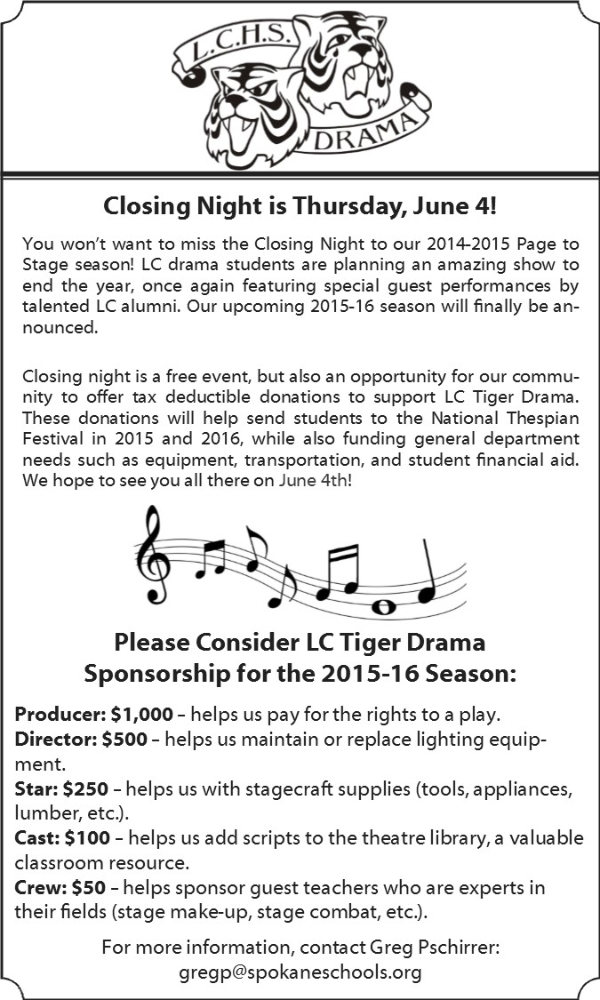 L.C.H.S.
DRAMA
Closing Night is Thursday, June 4!
You won’t want to miss the Closing Night to our 2014-2015 Page to
Stage season! LC drama students are planning an amazing show to
end the year, once again featuring special guest performances by
talented LC alumni. Our upcoming 2015-16 season will finally be an-
nounced.
Closing night is a free event, but also an opportunity for our commu-
nity to offer tax deductible donations to support LC Tiger Drama.
These donations will help send students to the National Thespian
Festival in 2015 and 2016, while also funding general department
needs such as equipment, transportation, and student financial aid.
We hope to see you all there on June 4th!
Please Consider LC Tiger Drama
Sponsorship for the 2015-16 Season:
Producer: $1,000 – helps us pay for the rights to a play.
Director: $500 – helps us maintain or replace lighting equip-
ment.
Star: $250 – helps us with stagecraft supplies (tools, appliances,
lumber, etc.).
Cast: $100 – helps us add scripts to the theatre library, a valuable
classroom resource.
Crew: $50 – helps sponsor guest teachers who are experts in
their fields (stage make-up, stage combat, etc.).
For more information, contact Greg Pschirrer:
gregp@spokaneschools.org